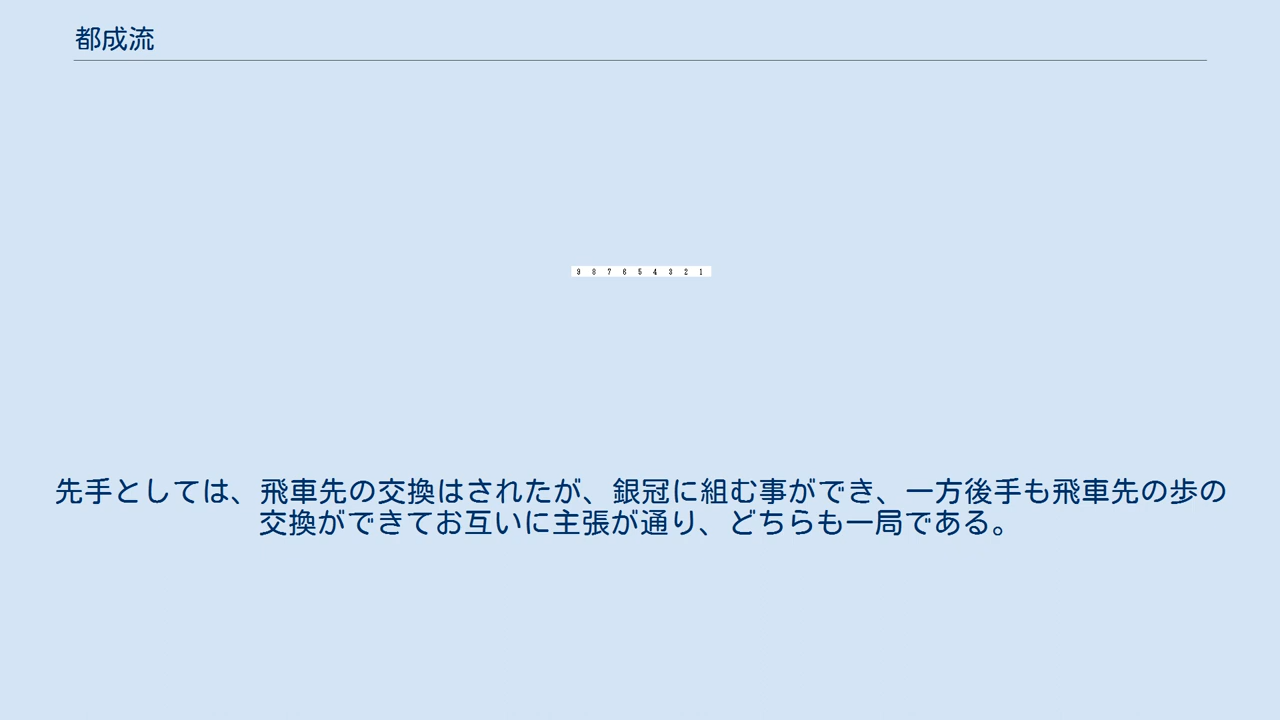 都成流
9 8 7 6 5 4 3 2 1
先手としては、飛車先の交換はされたが、銀冠に組む事ができ、一方後手も飛車先の歩の
交換ができてお互いに主張が通り、どちらも一局である。